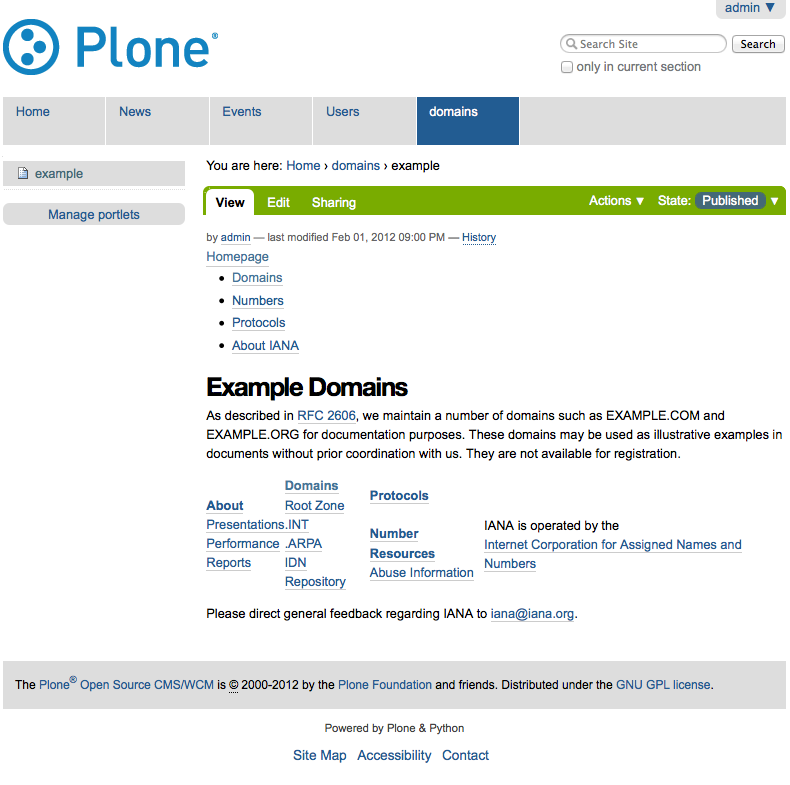 admin ▼
Plone®
Search Site Search
only in current section
Home News Events Users domains
example
Manage portlets
You are here: Home › domains › example
View Edit Sharing Actions ▼ State: Published ▼
by admin — last modified Feb 01, 2012 09:00 PM — History
Homepage
• Domains
• Numbers
• Protocols
• About IANA
Example Domains
As described in RFC 2606, we maintain a number of domains such as EXAMPLE.COM and
EXAMPLE.ORG for documentation purposes. These domains may be used as illustrative examples in
documents without prior coordination with us. They are not available for registration.
About
Presentations
Performance
Reports
Domains
Root Zone
.INT
.ARPA
IDN
Repository
Protocols
Number
Resources
Abuse Information
IANA is operated by the
Internet Corporation for Assigned Names and
Numbers
Please direct general feedback regarding IANA to iana@iana.org.
The Plone® Open Source CMS/WCM is © 2000-2012 by the Plone Foundation and friends. Distributed under the GNU GPL license.
Powered by Plone & Python
Site Map Accessibility Contact